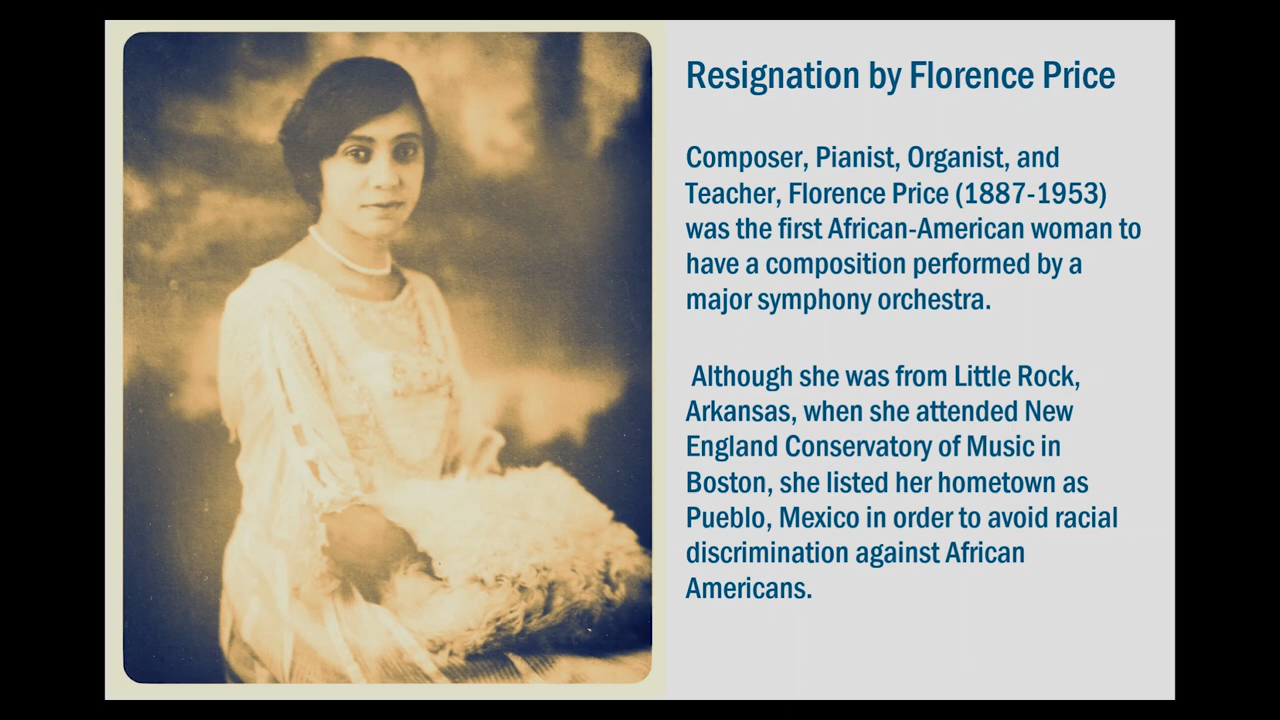 Resignation by Florence Price
Composer, Pianist, Organist, and
Teacher, Florence Price (1887-1953)
was the first African-American woman to
have a composition performed by a
major symphony orchestra.
Although she was from Little Rock,
Arkansas, when she attended New
England Conservatory of Music in
Boston, she listed her hometown as
Pueblo, Mexico in order to avoid racial
discrimination against African
Americans.